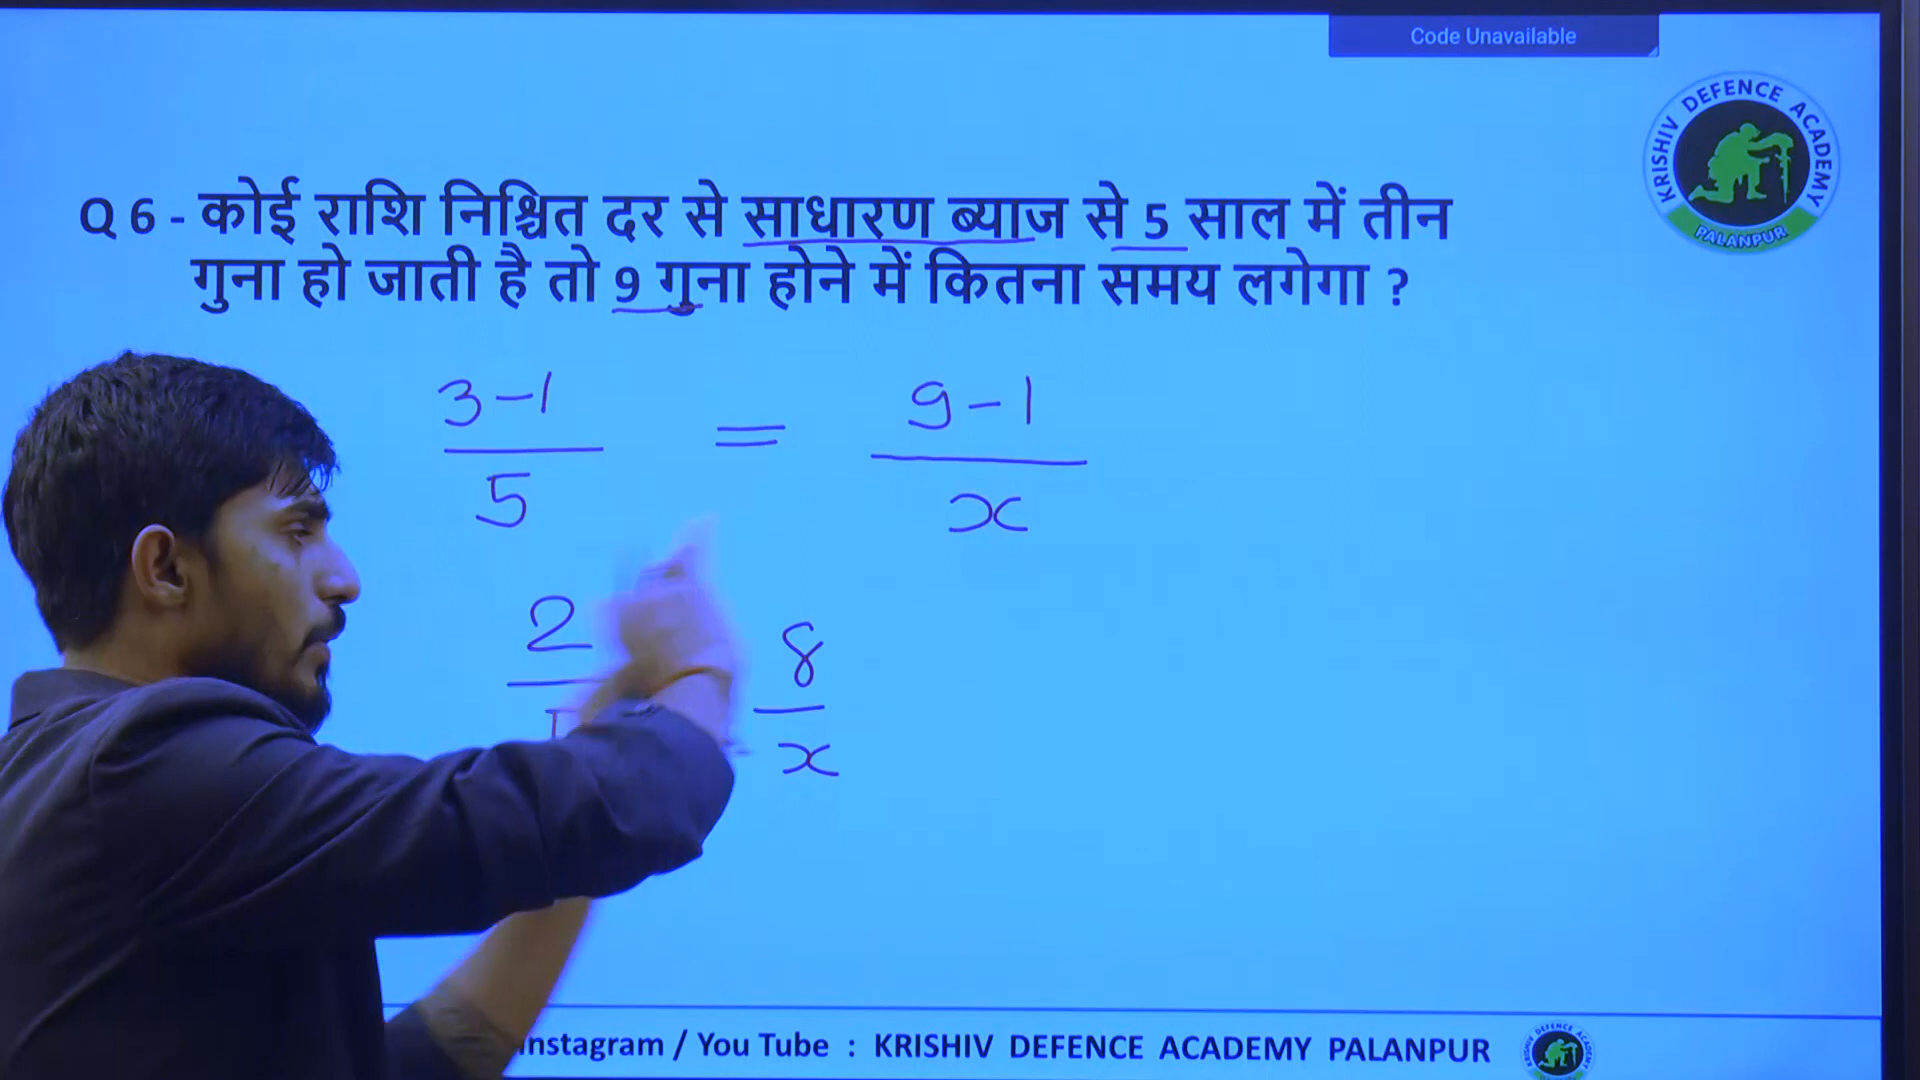 Code Unavailable
KRISHIV DEFENCE ACADEMY
PALANPUR
Q 6 - कोई राशि निश्चित दर से साधारण ब्याज से 5 साल में तीन
गुना हो जाती है तो 9 गुना होने में कितना समय लगेगा ?
3-1 = 9-1
5 x
2 8
x
Instagram / You Tube : KRISHIV DEFENCE ACADEMY PALANPUR